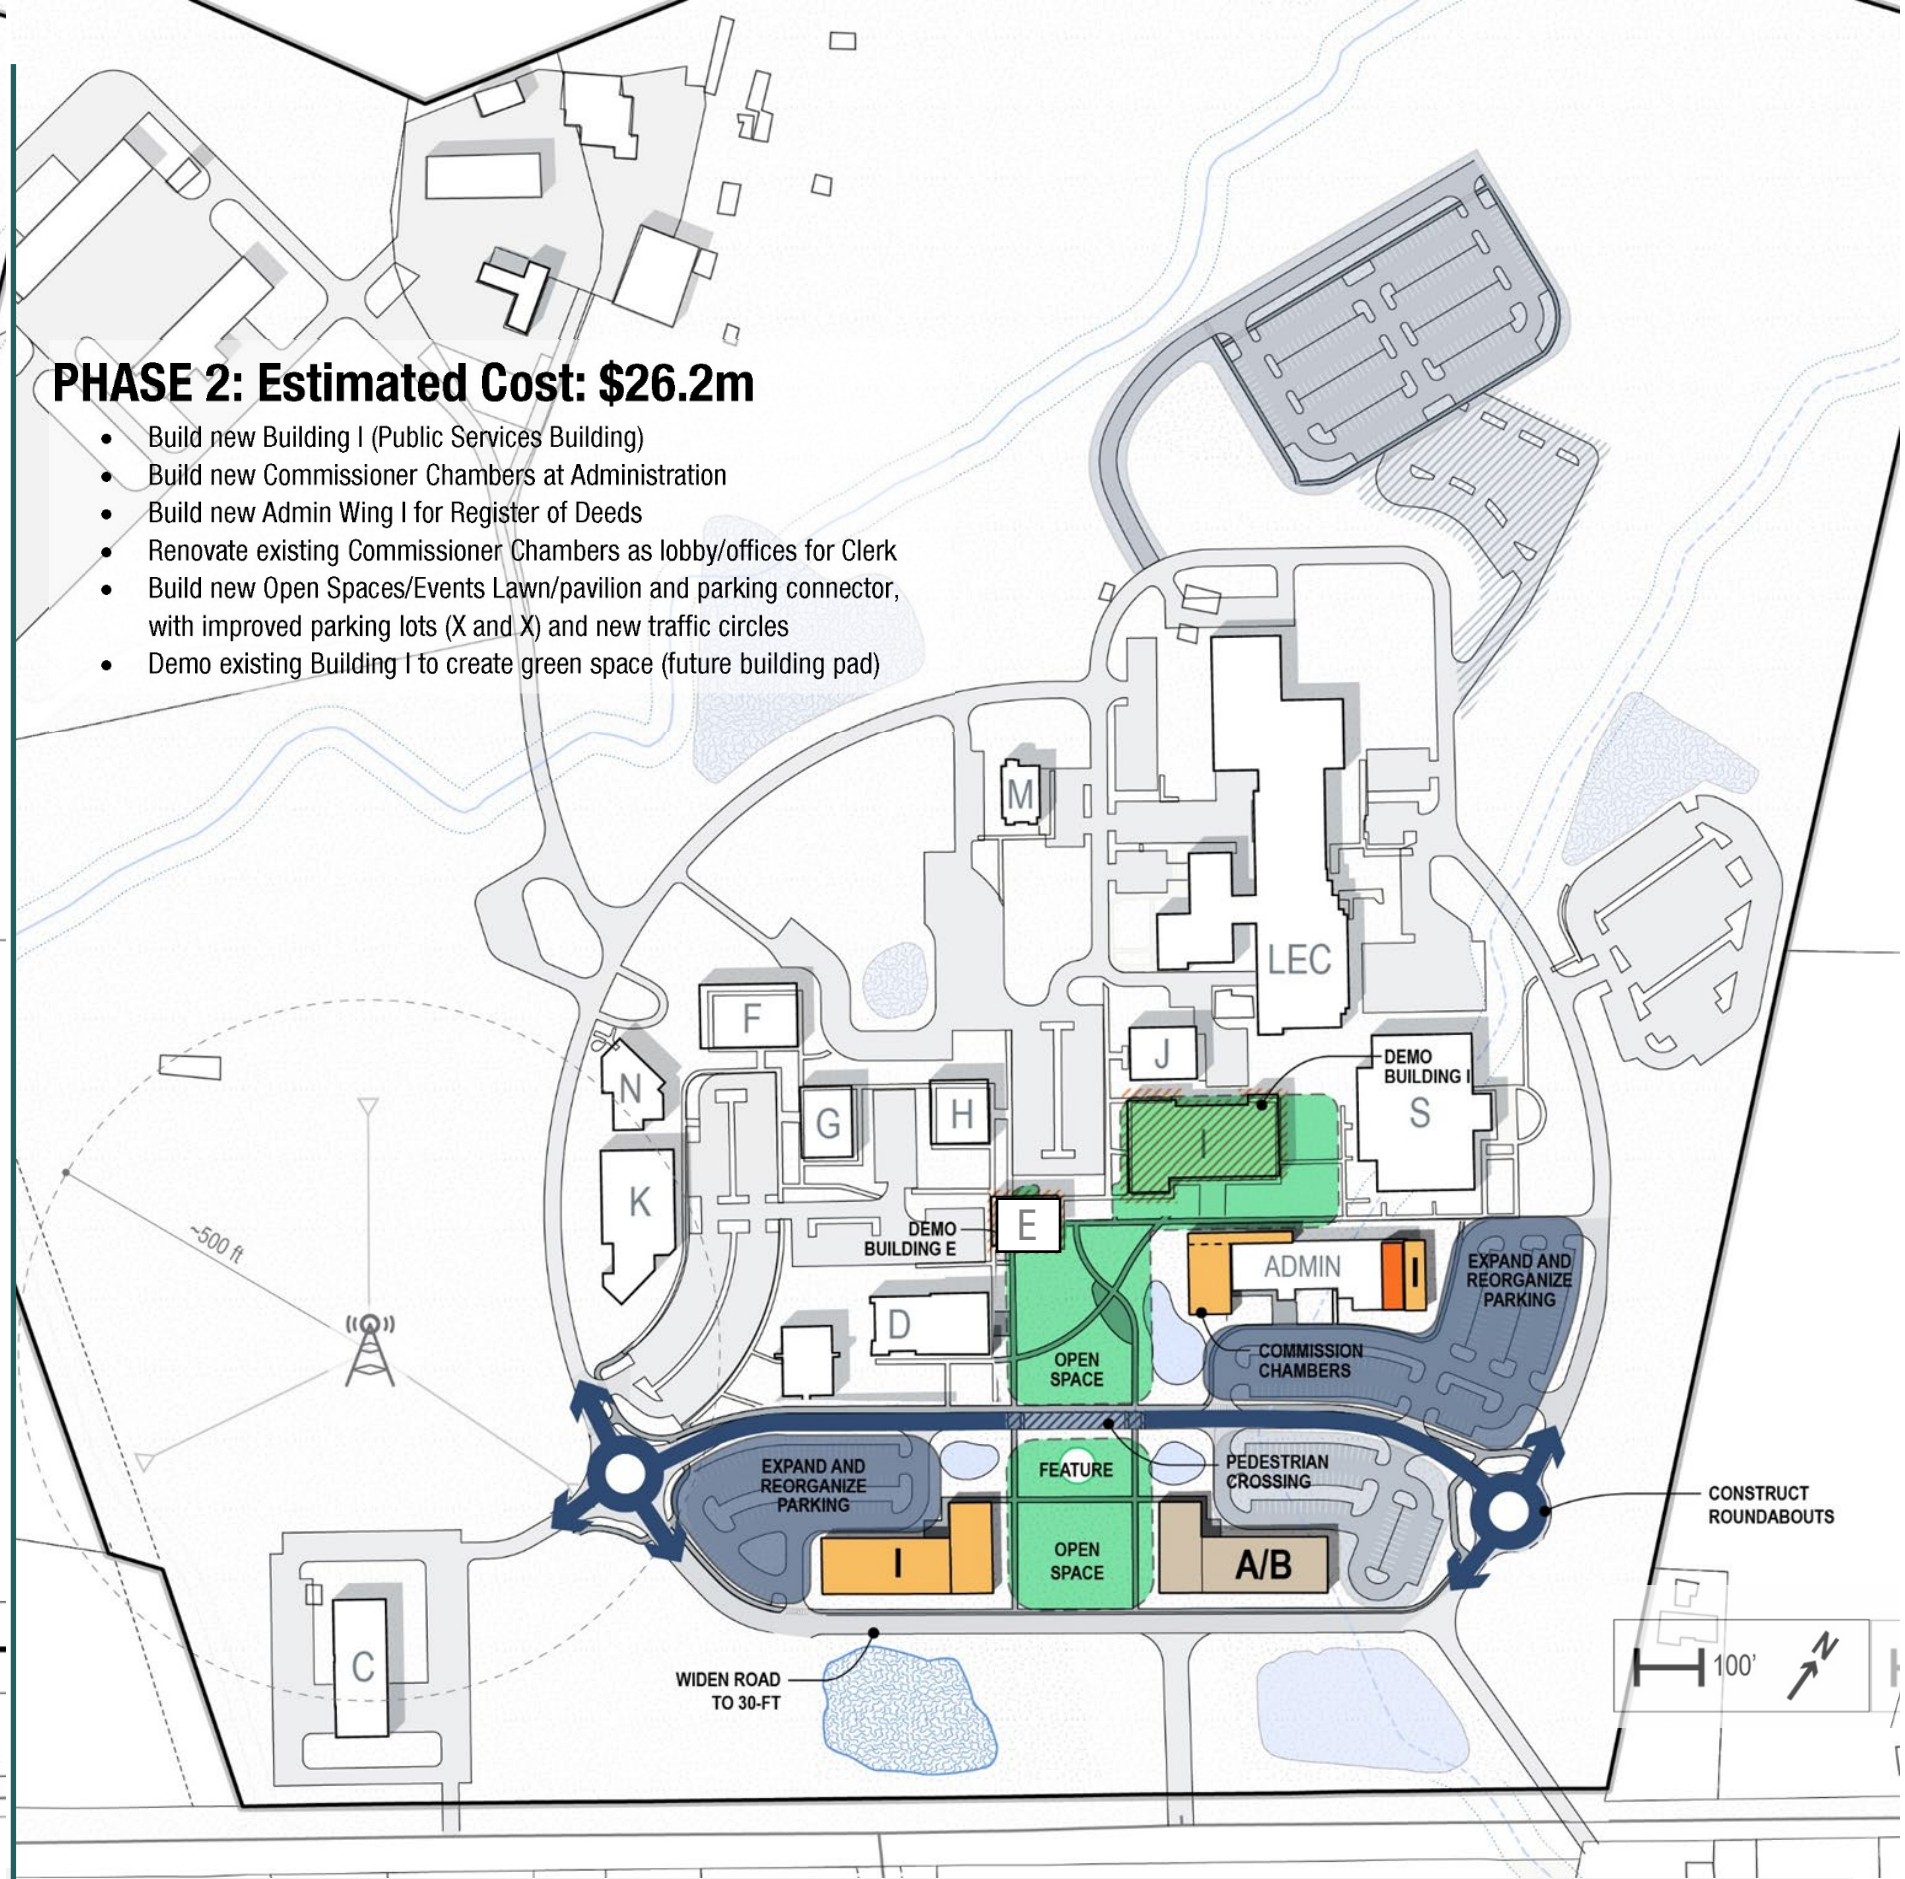 PHASE 2: Estimated Cost: $26.2m
• Build new Building I (Public Services Building)
• Build new Commissioner Chambers at Administration
• Build new Admin Wing I for Register of Deeds
• Renovate existing Commissioner Chambers as lobby/offices for Clerk
• Build new Open Spaces/Events Lawn/pavilion and parking connector,
with improved parking lots (X and X) and new traffic circles
• Demo existing Building I to create green space (future building pad)
M
LEC
F
J
DEMO
BUILDING I
N
G
H
I
S
K
E
DEMO
BUILDING E
~500 ft
ADMIN
I
EXPAND AND
REORGANIZE
PARKING
D
OPEN
SPACE
COMMISSION
CHAMBERS
EXPAND AND
REORGANIZE
PARKING
FEATURE
PEDESTRIAN
CROSSING
CONSTRUCT
ROUNDABOUTS
I
OPEN
SPACE
A/B
C
WIDEN ROAD
TO 30-FT
100'
N